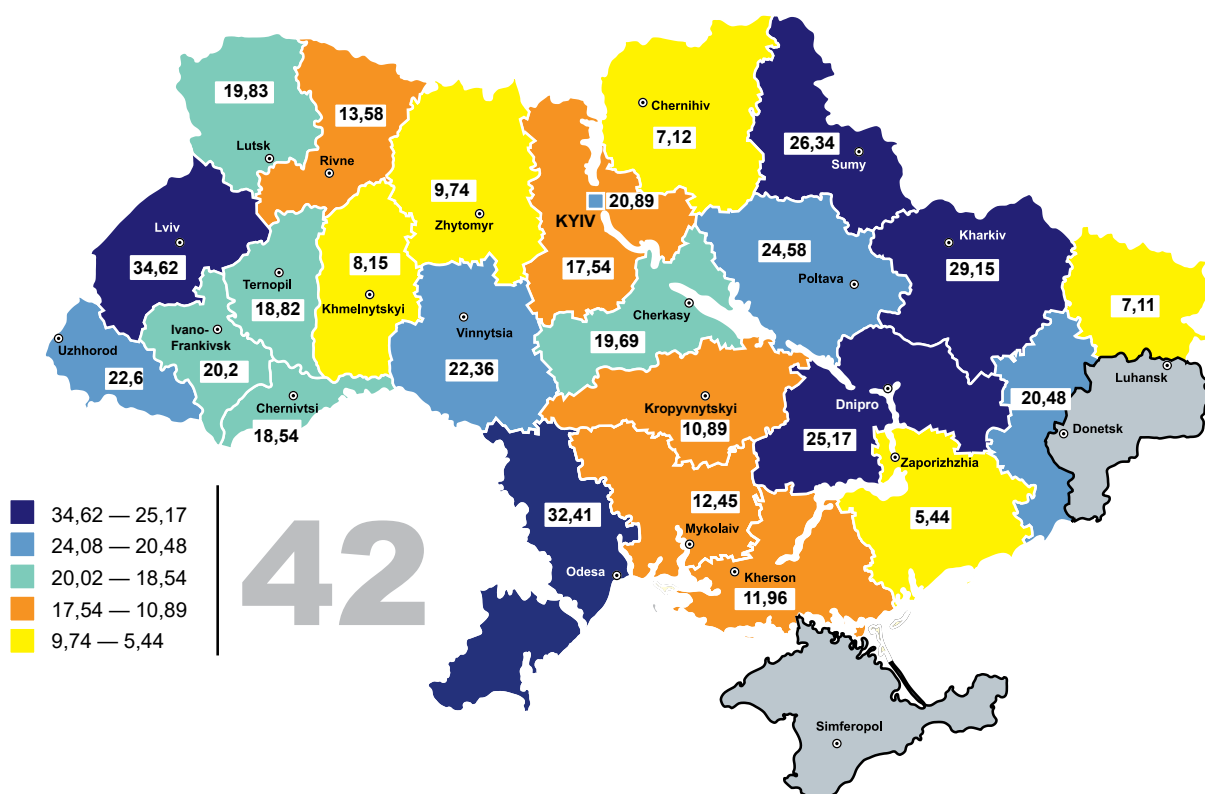 19,83
13,58
Chernihiv
7,12
26,34
Sumy
Lutsk
Rivne
9,74
Zhytomyr
20,89
KYIV
Lviv
34,62
Ternopil
18,82
8,15
Khmelnytskyi
17,54
24,58
Poltava
Kharkiv
29,15
7,11
Luhansk
Uzhhorod
22,6
Ivano-
Frankivsk
20,2
Chernivtsi
18,54
Vinnytsia
22,36
Cherkasy
19,69
Kropyvnytskyi
10,89
Dnipro
25,17
20,48
Donetsk
Zaporizhzhia
5,44
32,41
Odesa
12,45
Mykolaiv
Kherson
11,96
Simferopol
34,62 — 25,17
24,08 — 20,48
20,02 — 18,54
17,54 — 10,89
9,74 — 5,44
42